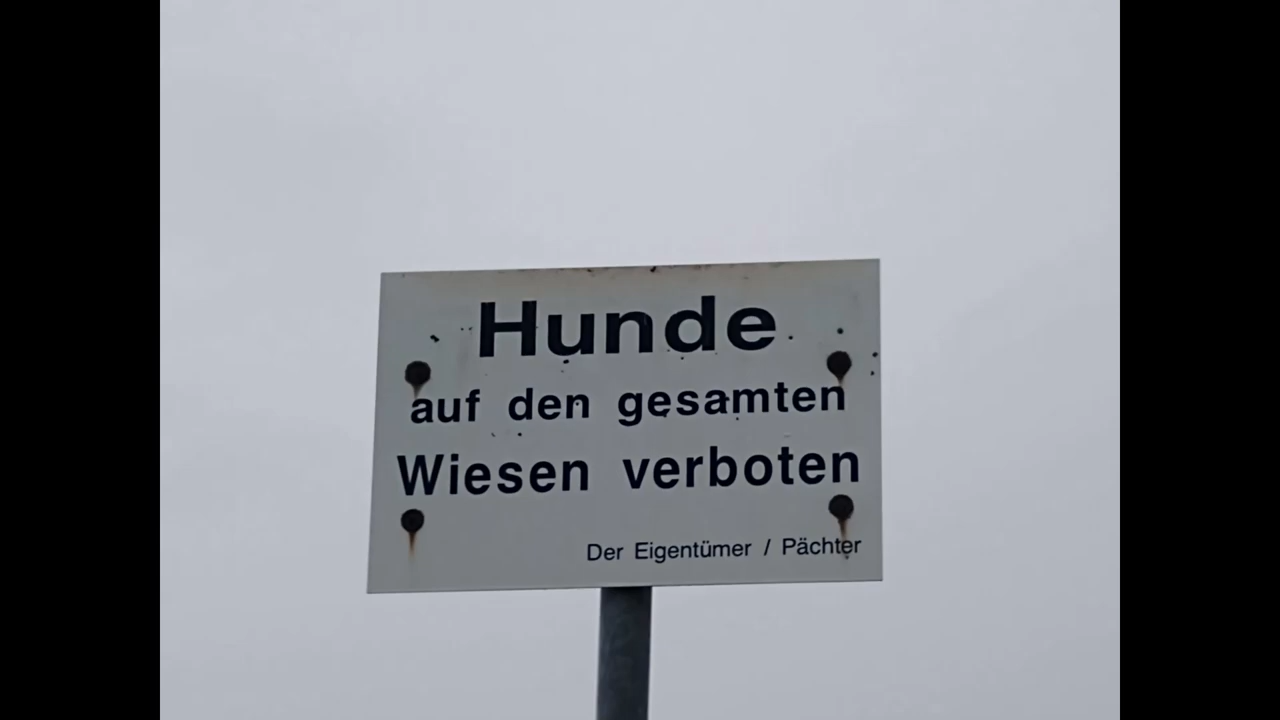 Hunde
auf den gesamten
Wiesen verboten
Der Eigentümer / Pächter